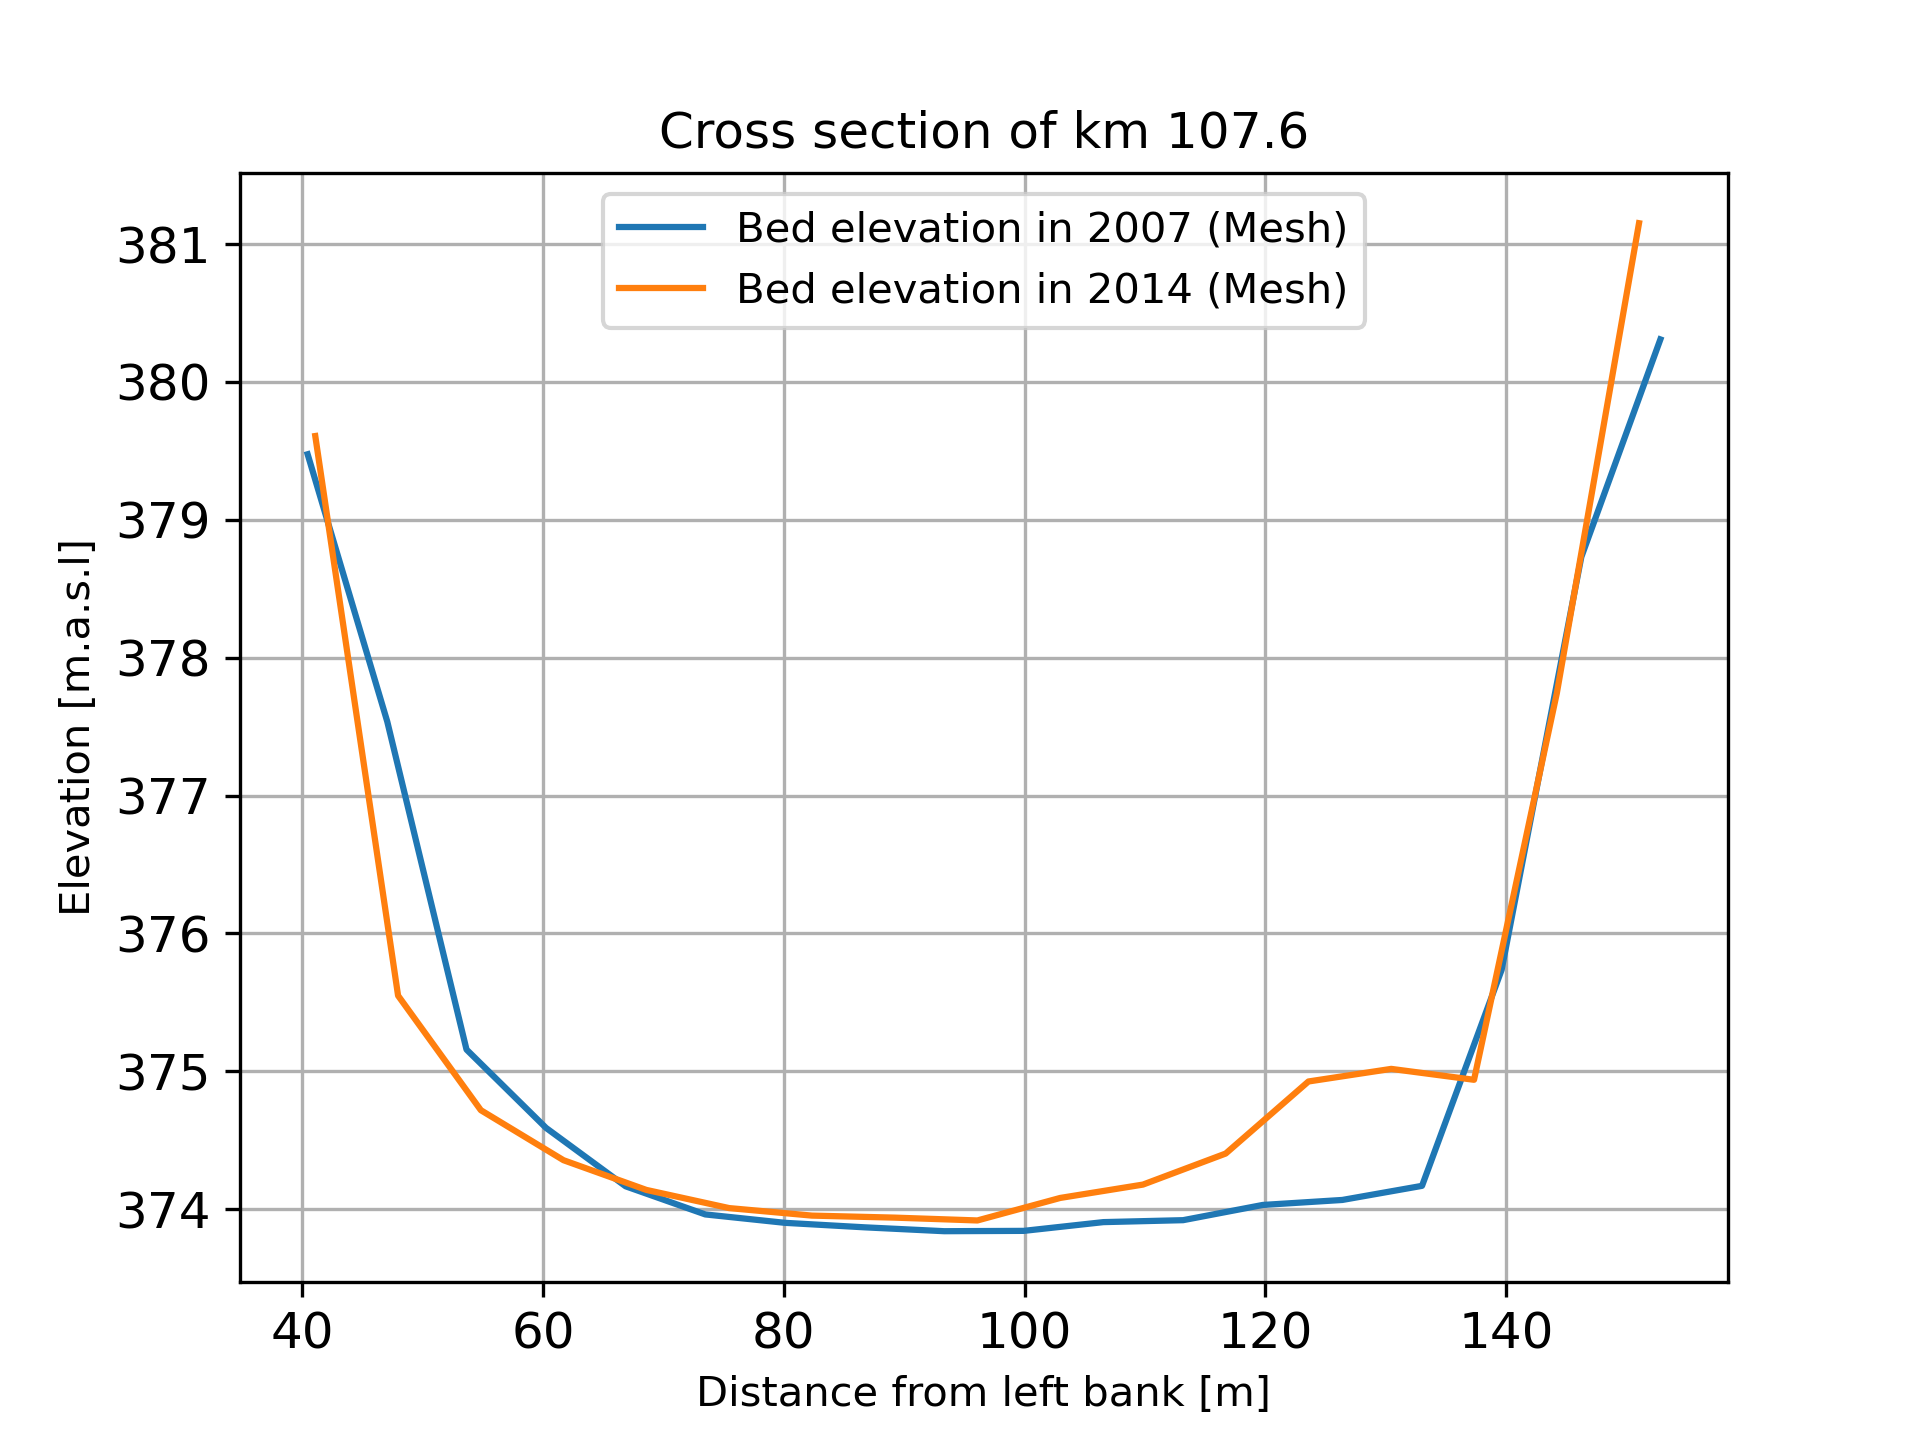 Cross section of km 107.6
Bed elevation in 2007 (Mesh)
Bed elevation in 2014 (Mesh)
Elevation [m.a.s.l]
381
380
379
378
377
376
375
374
40 60 80 100 120 140
Distance from left bank [m]